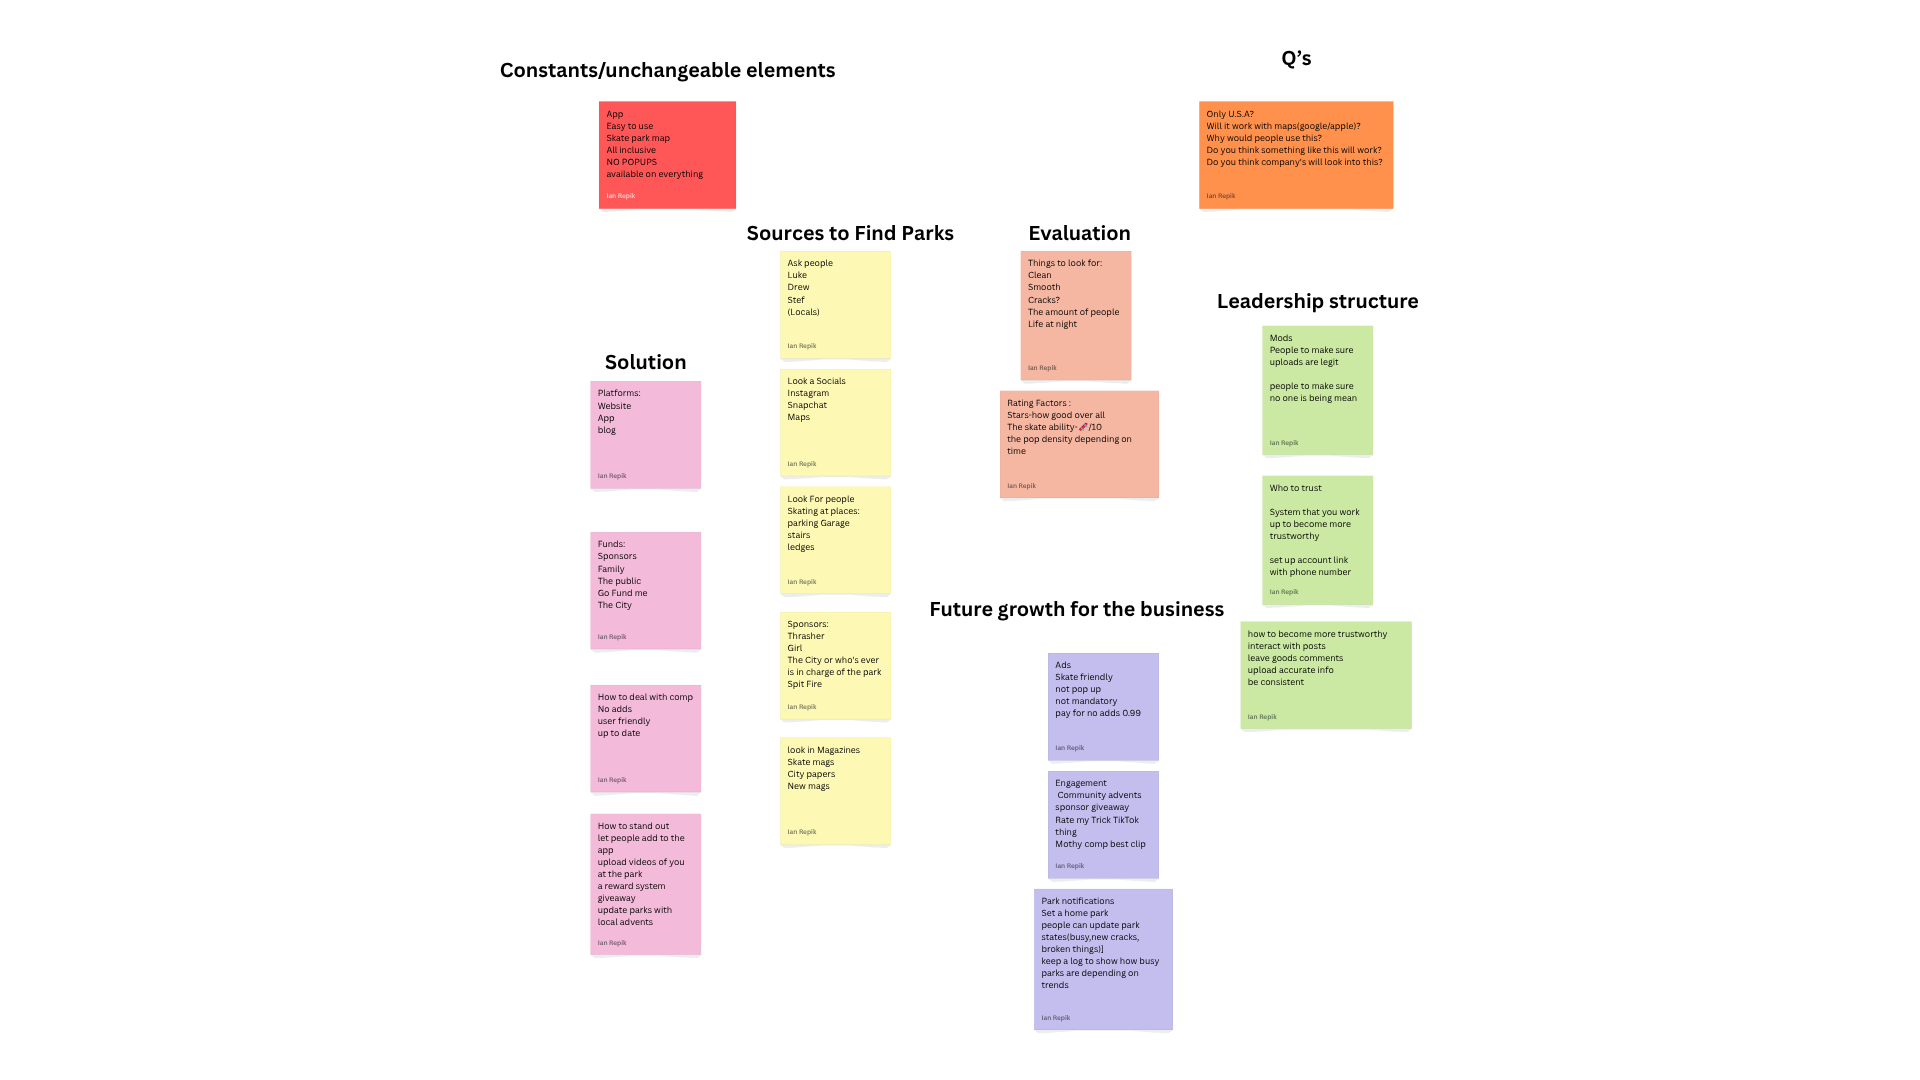 Constants/unchangeable elements
App
Easy to use
Skate park map
All inclusive
NO POPUPS
available on everything
Ian Repik
Q's
Only U.S.A?
Will it work with maps(google/apple)?
Why would people use this?
Do you think something like this will work?
Do you think company's will look into this?
Ian Repik
Solution
Platforms:
Website
App
blog
Ian Repik
Funds:
Sponsors
Family
The public
Go Fund me
The City
Ian Repik
How to deal with comp
No adds
user friendly
up to date
Ian Repik
How to stand out
let people add to the
app
upload videos of you
at the park
a reward system
giveaway
update parks with
local advents
Ian Repik
Sources to Find Parks
Ask people
Luke
Drew
Stef
(Locals)
Ian Repik
Look a Socials
Instagram
Snapchat
Maps
Ian Repik
Look For people
Skating at places:
parking Garage
stairs
ledges
Ian Repik
Sponsors:
Thrasher
Girl
The City or who's ever
is in charge of the park
Spit Fire
Ian Repik
look in Magazines
Skate mags
City papers
New mags
Ian Repik
Evaluation
Things to look for:
Clean
Smooth
Cracks?
The amount of people
Life at night
Ian Repik
Rating Factors :
Stars-how good over all
The skate ability-🛹/10
the pop density depending on
time
Ian Repik
Future growth for the business
Ads
Skate friendly
not pop up
not mandatory
pay for no adds 0.99
Ian Repik
Engagement
Community advents
sponsor giveaway
Rate my Trick TikTok
thing
Mothy comp best clip
Ian Repik
Park notifications
Set a home park
people can update park
states(busy,new cracks,
broken things)]
keep a log to show how busy
parks are depending on
trends
Ian Repik
Leadership structure
Mods
People to make sure
uploads are legit
people to make sure
no one is being mean
Ian Repik
Who to trust
System that you work
up to become more
trustworthy
set up account link
with phone number
Ian Repik
how to become more trustworthy
interact with posts
leave goods comments
upload accurate info
be consistent
Ian Repik